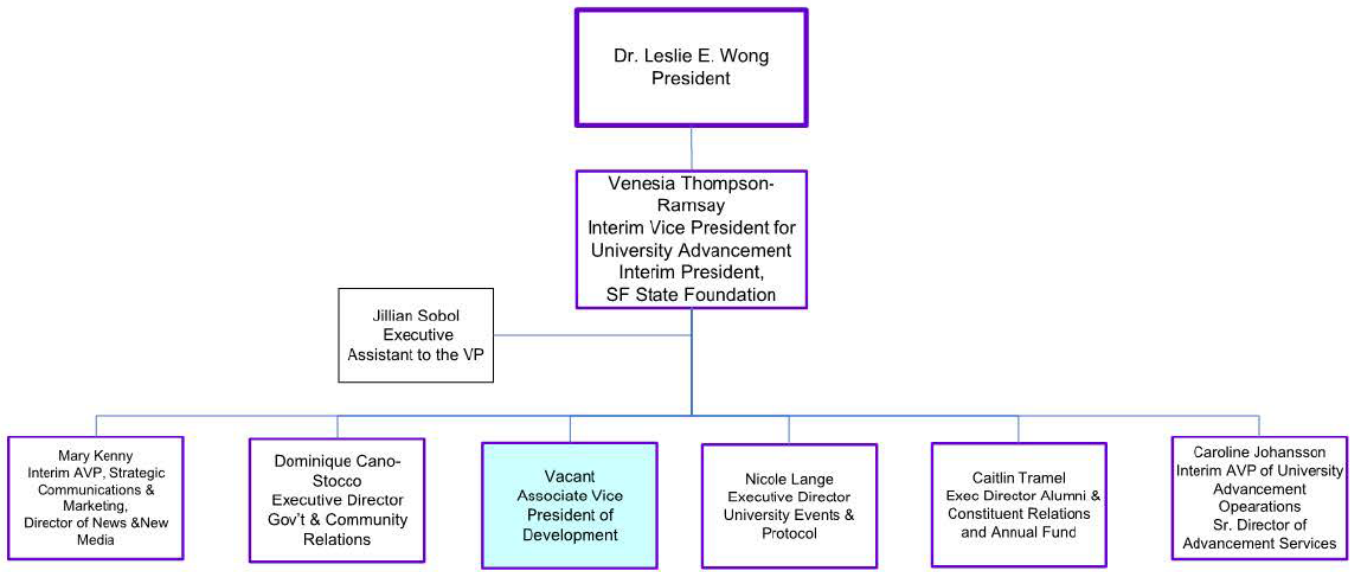 Dr. Leslie E. Wong
President
Venesia Thompson-
Ramsay
Interim Vice President for
University Advancement
Interim President,
SF State Foundation
Jillian Sobol
Executive
Assistant to the VP
Mary Kenny
Interim AVP, Strategic
Communications &
Marketing,
Director of News &New
Media
Dominique Cano-
Stocco
Executive Director
Gov't & Community
Relations
Vacant
Associate Vice
President of
Development
Nicole Lange
Executive Director
University Events &
Protocol
Caitlin Tramel
Exec Director Alumni &
Constituent Relations
and Annual Fund
Caroline Johansson
Interim AVP of University
Advancement
Opearations
Sr. Director of
Advancement Services